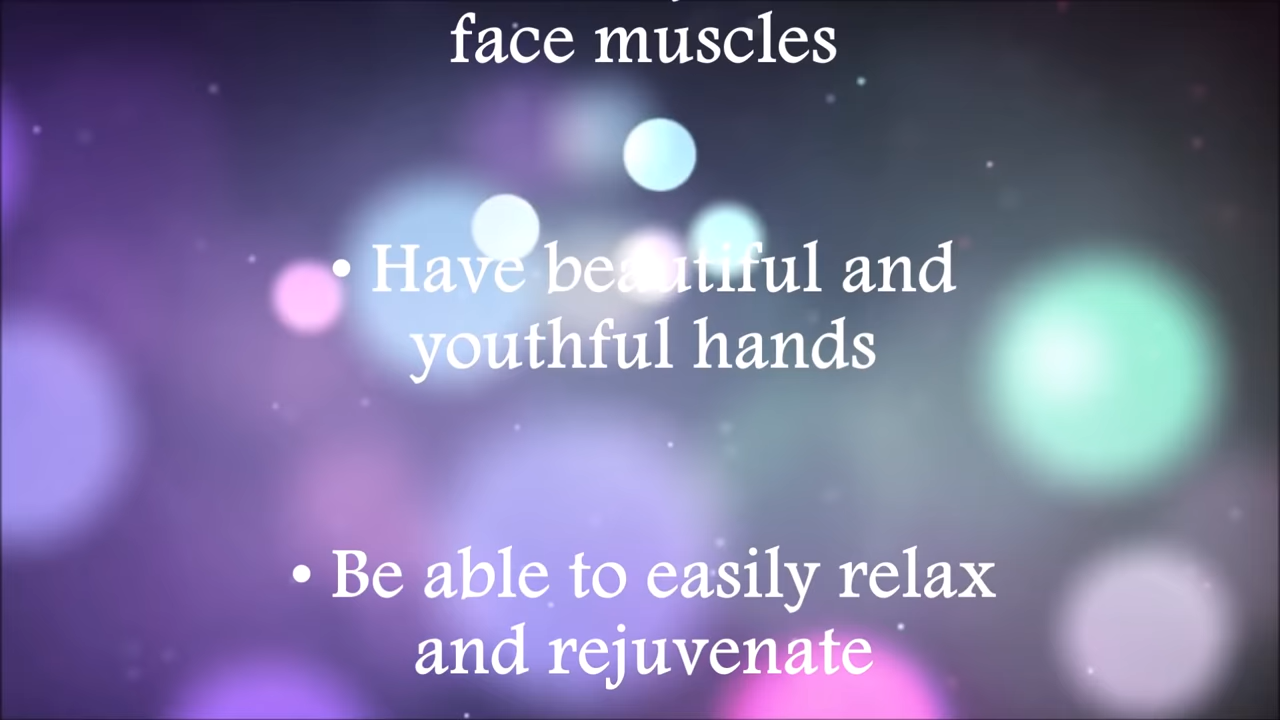 face muscles
• Have beautiful and
youthful hands
• Be able to easily relax
and rejuvenate